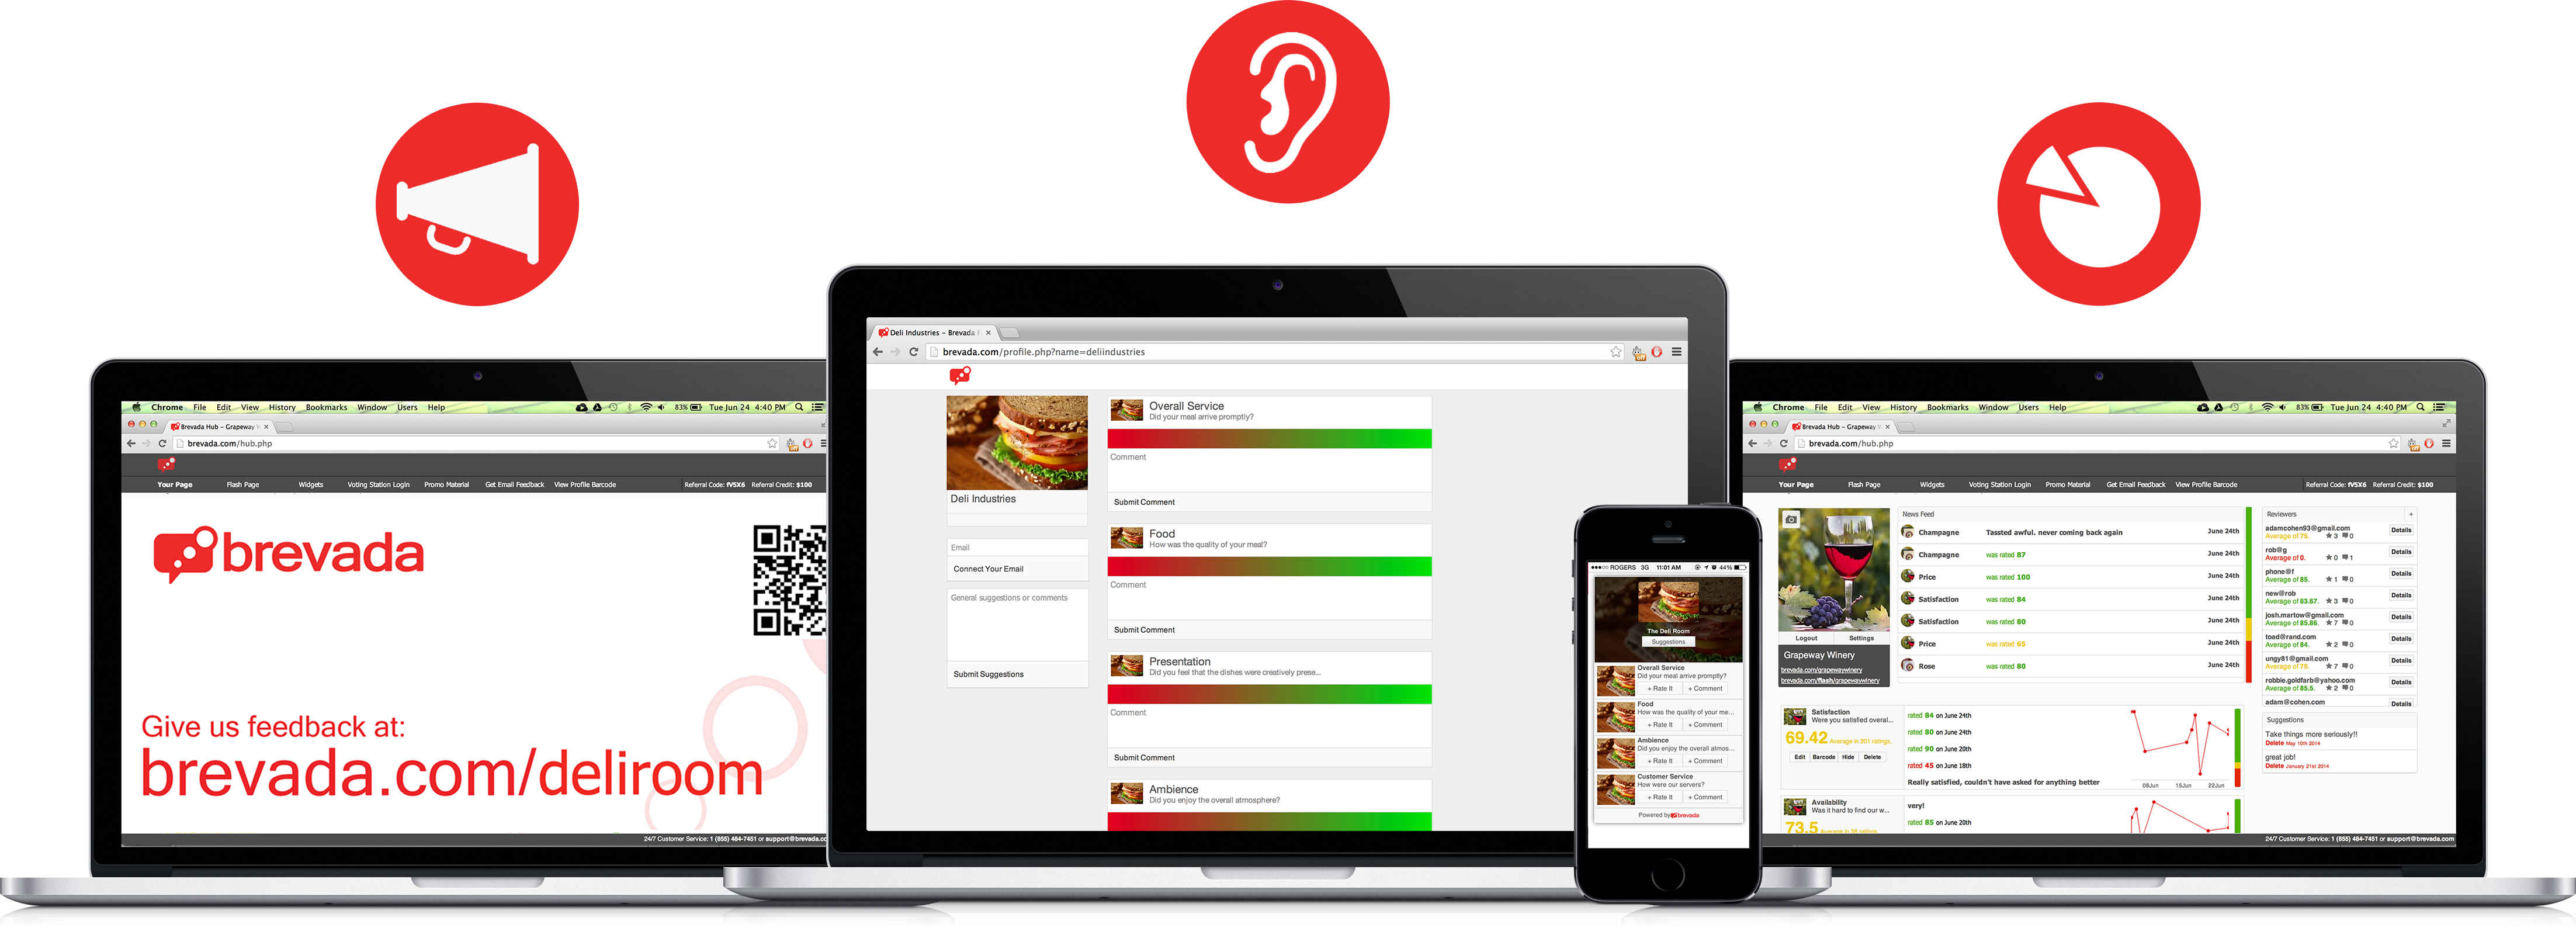 Chrome File Edit View History Bookmarks Window Users Help 83% Tue Jun 24 4:40 PM
Brevada Hub - Grapeway W
brevada.com/hub.php
Your Page Flash Page Widgets Voting Station Login Promo Material Get Email Feedback View Profile Barcode Referral Code: fV5X6 Referral Credit: $100
brevada
Give us feedback at:
brevada.com/deliroom
24/7 Customer Service: 1 (855) 484-7451 or support@brevada.co
Deli Industries - Brevada
brevada.com/profile.php?name=deliindustries
Off
Deli Industries
Email
Connect Your Email
General suggestions or comments
Submit Suggestions
Overall Service
Did your meal arrive promptly?
Comment
Submit Comment
Food
How was the quality of your meal?
Comment
Submit Comment
Presentation
Did you feel that the dishes were creatively prese...
Comment
Submit Comment
Ambience
Did you enjoy the overall atmosphere?
ROGERS 3G 11:01 AM 44%
The Deli Room
Suggestions
Overall Service
Did your meal arrive promptly?
+ Rate It + Comment
Food
How was the quality of your me...
+ Rate It + Comment
Ambience
Did you enjoy the overall atmos...
+ Rate It + Comment
Customer Service
How were our servers?
+ Rate It + Comment
Powered by brevada
Chrome File Edit View History Bookmarks Window Users Help 83% Tue Jun 24 4:40 PM
Brevada Hub - Grapeway W
brevada.com/hub.php
Your Page Flash Page Widgets Voting Station Login Promo Material Get Email Feedback View Profile Barcode Referral Code: fV5X6 Referral Credit: $100
Logout Settings
Grapeway Winery
brevada.com/grapewaywinery
brevada.com/flash/grapewaywinery
News Feed
Champagne Tassted awful. never coming back again June 24th
Champagne was rated 87 June 24th
Price was rated 100 June 24th
Satisfaction was rated 84 June 24th
Satisfaction was rated 80 June 24th
Price was rated 65 June 24th
Rose was rated 80 June 24th
Reviewers +
adamcohen93@gmail.com Details
Average of 75. 3 0
rob@g Details
Average of 0. 0 1
phone@f Details
Average of 85. 1 0
new@rob Details
Average of 83.67. 3 0
josh.martow@gmail.com Details
Average of 85.86. 7 0
toad@rand.com Details
Average of 84. 2 0
ungy81@gmail.com Details
Average of 75. 7 0
robbie.goldfarb@yahoo.com Details
Average of 85.5. 2 0
adam@cohen.com Details
Suggestions
Take things more seriously!!
Delete May 10th 2014
great job!
Delete January 21st 2014
Satisfaction
Were you satisfied overal...
69.42 Average in 201 ratings.
Edit Barcode Hide Delete
rated 84 on June 24th
rated 80 on June 24th
rated 90 on June 20th
rated 45 on June 18th
Really satisfied, couldn't have asked for anything better
08Jun 15Jun 22Jun
Availability
Was it hard to find our w...
73.5 Average in 38 ratings.
very!
rated 85 on June 20th
24/7 Customer Service: 1 (855) 484-7451 or support@brevada.com